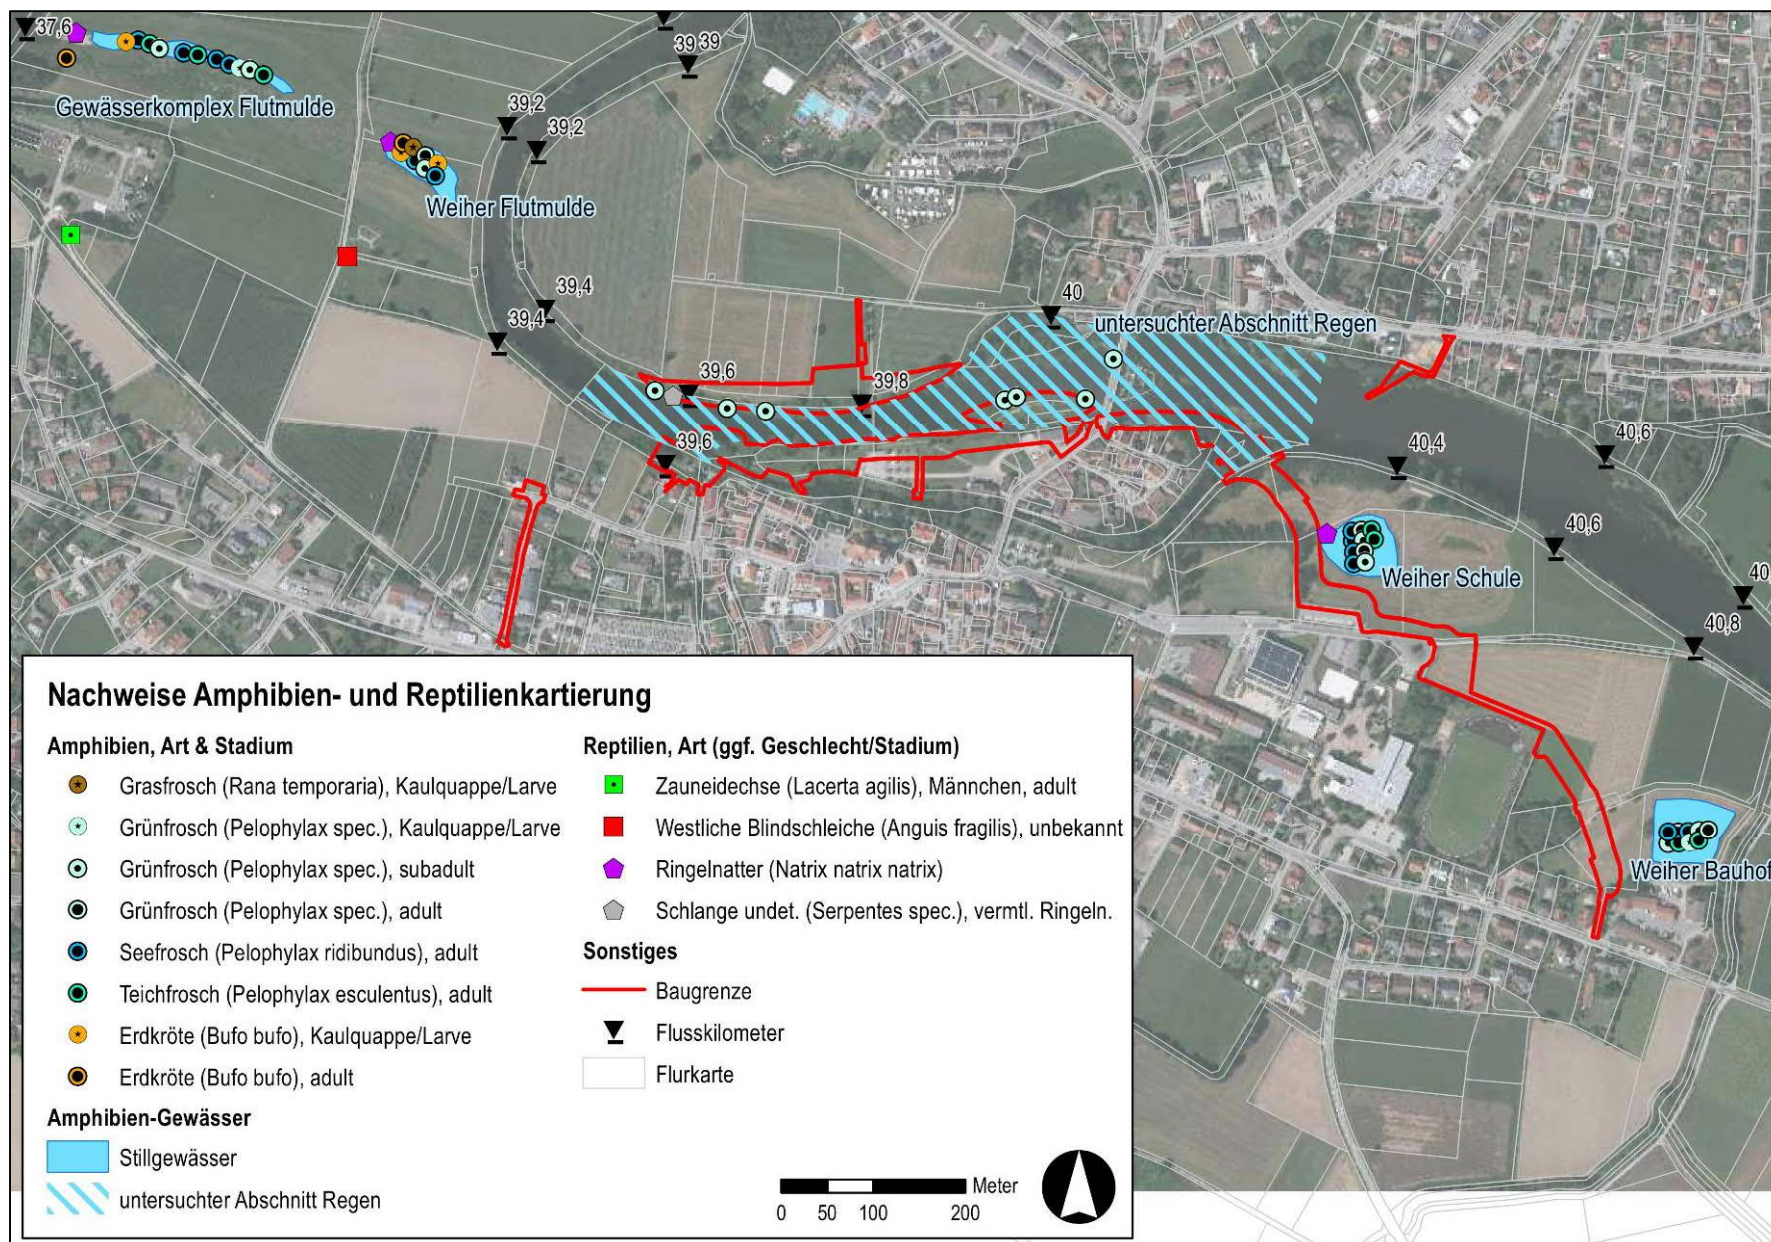 37,6
39
39
39,2
39,2
Gewässerkomplex Flutmulde
Weiher Flutmulde
39,4
39,4
40
untersuchter Abschnitt Regen
39,6
39,8
39,6
40,4
40,6
40,6
Weiher Schule
40
40,8
Weiher Bauhof
Nachweise Amphibien- und Reptilienkartierung
Amphibien, Art & Stadium
Grasfrosch (Rana temporaria), Kaulquappe/Larve
Grünfrosch (Pelophylax spec.), Kaulquappe/Larve
Grünfrosch (Pelophylax spec.), subadult
Grünfrosch (Pelophylax spec.), adult
Seefrosch (Pelophylax ridibundus), adult
Teichfrosch (Pelophylax esculentus), adult
Erdkröte (Bufo bufo), Kaulquappe/Larve
Erdkröte (Bufo bufo), adult
Amphibien-Gewässer
Stillgewässer
untersuchter Abschnitt Regen
Reptilien, Art (ggf. Geschlecht/Stadium)
Zauneidechse (Lacerta agilis), Männchen, adult
Westliche Blindschleiche (Anguis fragilis), unbekannt
Ringelnatter (Natrix natrix natrix)
Schlange undet. (Serpentes spec.), vermtl. Ringeln.
Sonstiges
Baugrenze
Flusskilometer
Flurkarte
Meter
0 50 100 200